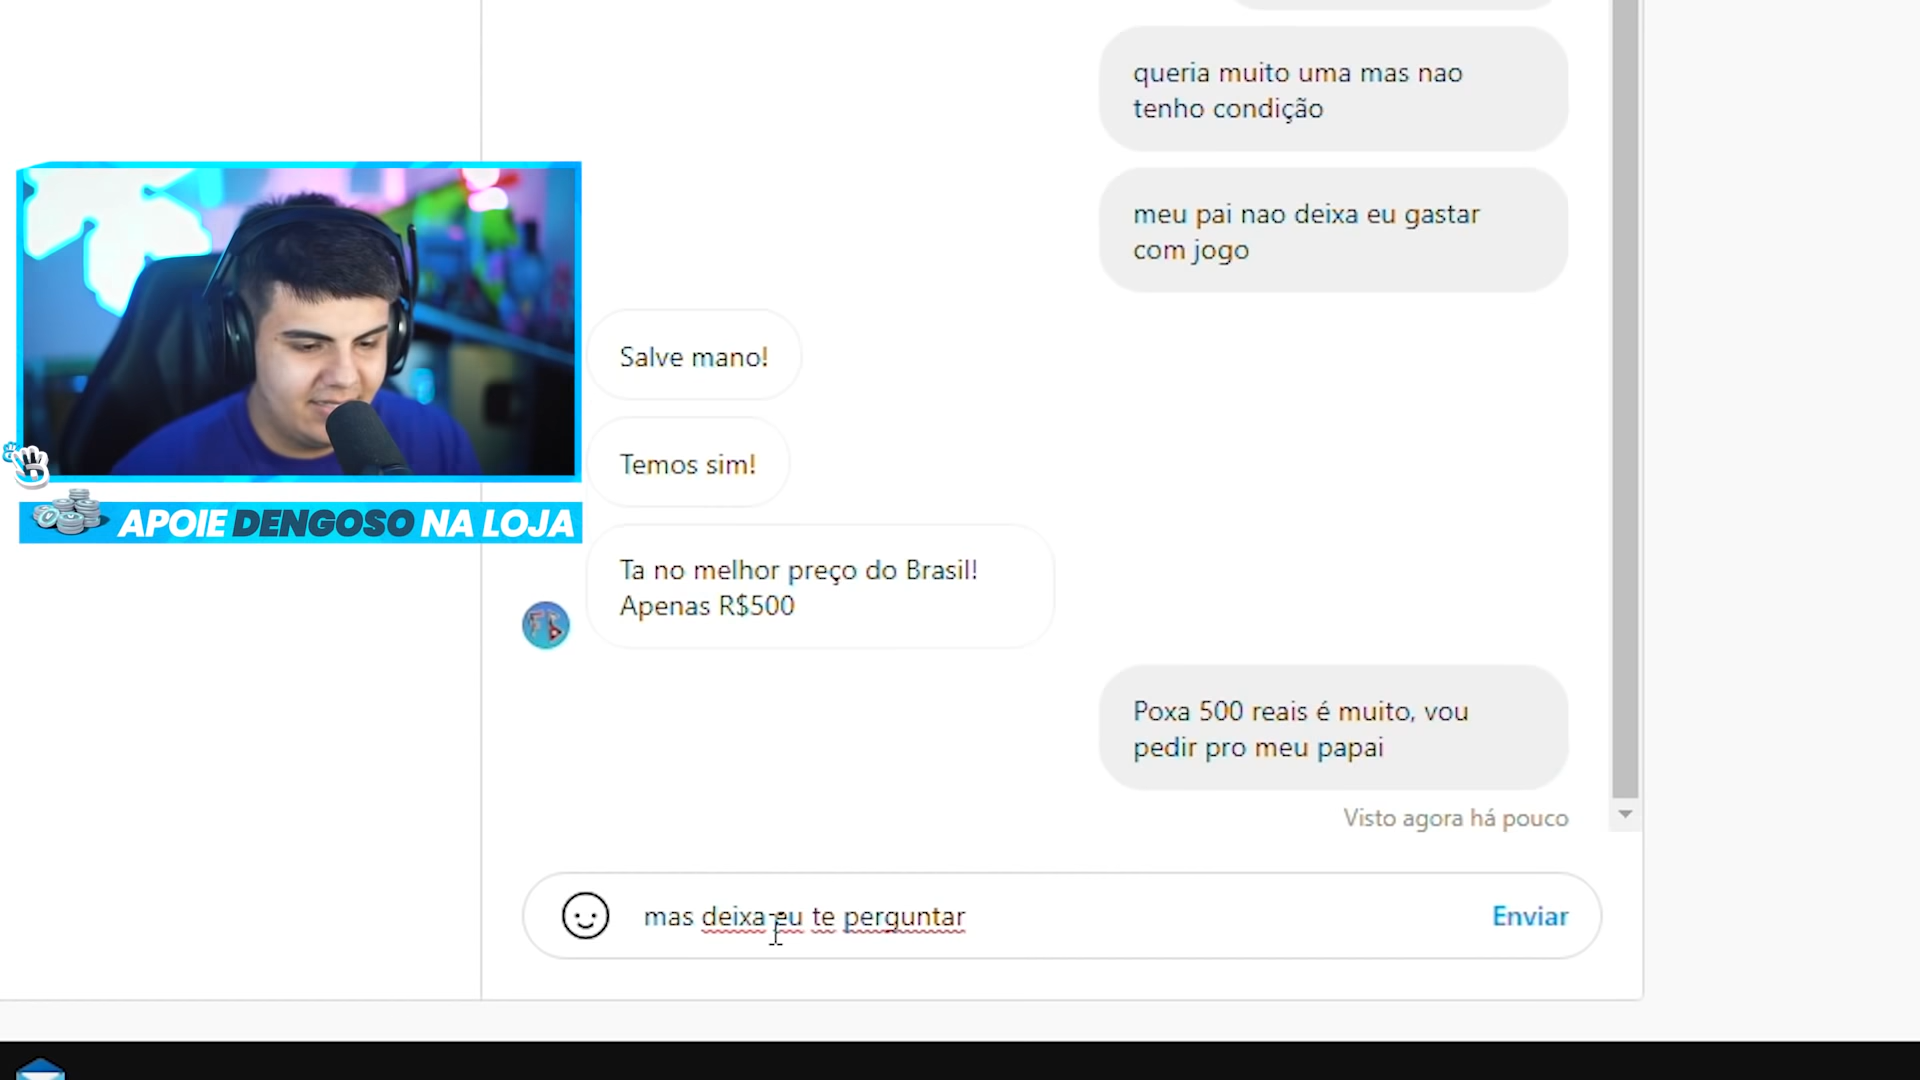 queria muito uma mas nao
tenho condição
meu pai nao deixa eu gastar
com jogo
Salve mano!
Temos sim!
APOIE DENGOSO NA LOJA
Ta no melhor preço do Brasil!
Apenas R$500
Poxa 500 reais é muito, vou
pedir pro meu papai
Visto agora há pouco
mas deixa eu te perguntar
Enviar